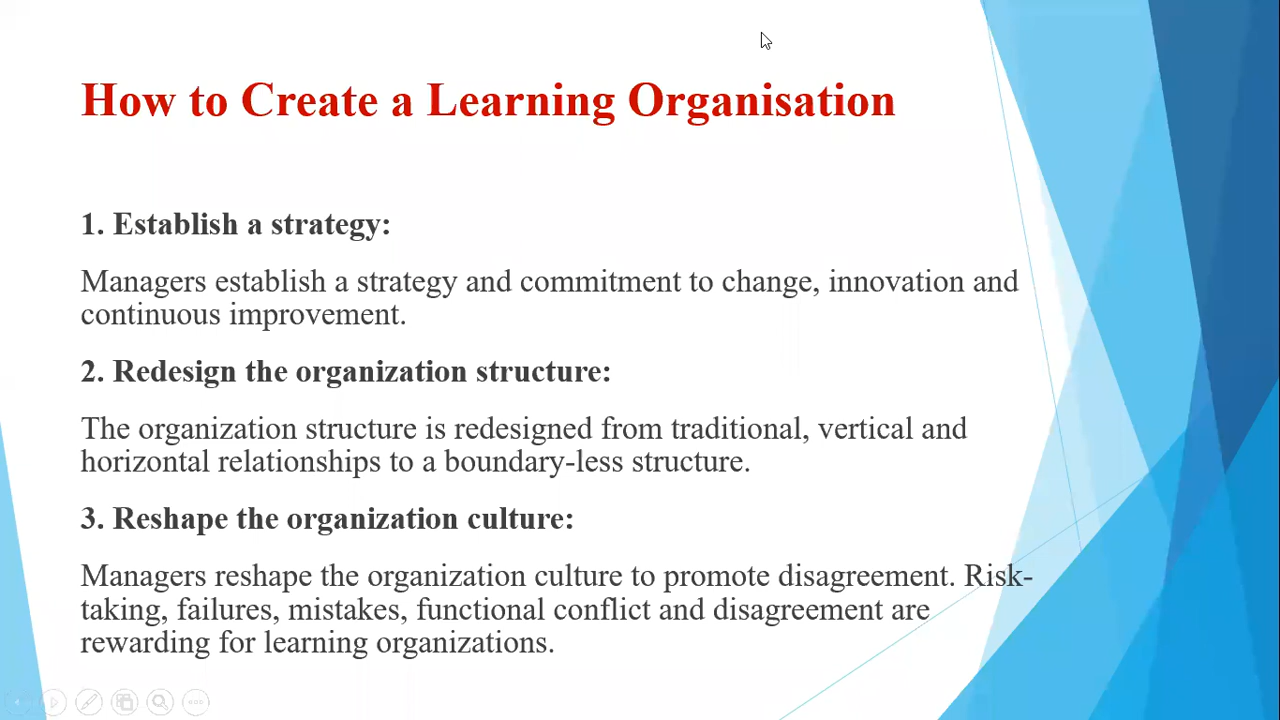 How to Create a Learning Organisation
1. Establish a strategy:
Managers establish a strategy and commitment to change, innovation and
continuous improvement.
2. Redesign the organization structure:
The organization structure is redesigned from traditional, vertical and
horizontal relationships to a boundary-less structure.
3. Reshape the organization culture:
Managers reshape the organization culture to promote disagreement. Risk-
taking, failures, mistakes, functional conflict and disagreement are
rewarding for learning organizations.